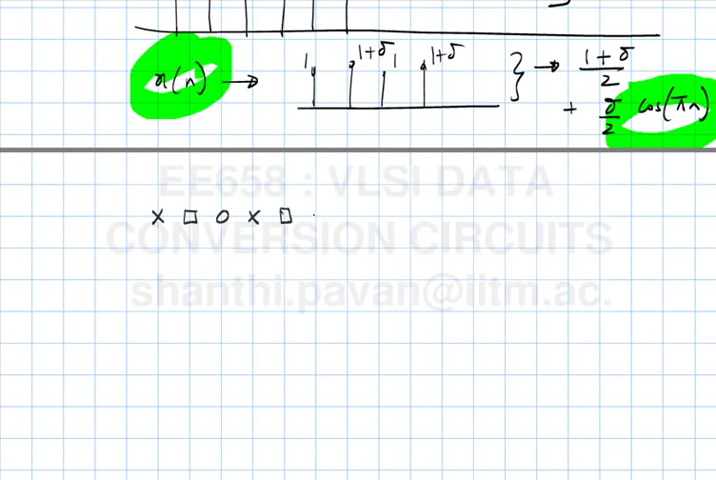 1 1+δ 1 1+δ
x(n) → } → (1+δ)/2
+ δ/2 cos(πn)
EE658 : VLSI DATA
× □ ○ × □ .
CONVERSION CIRCUITS
shanthi.pavan@iitm.ac.